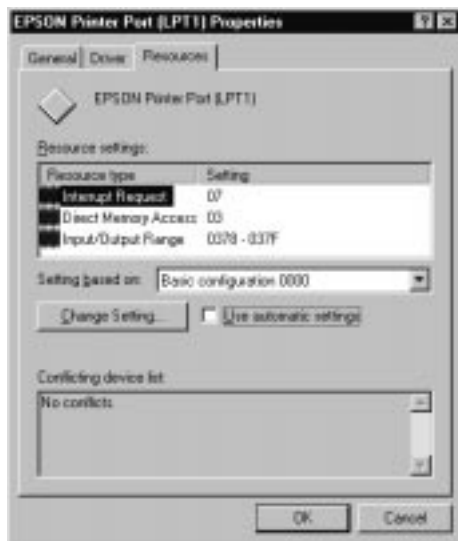 EPSON Printer Port (LPT1) Properties
General Driver Resources
EPSON Printer Port (LPT1)
Resource settings:
Resource type Setting
Interrupt Request 07
Direct Memory Access 03
Input/Output Range 0378 - 037F
Setting based on: Basic configuration 0000
Change Setting... Use automatic settings
Conflicting device list:
No conflicts.
OK Cancel